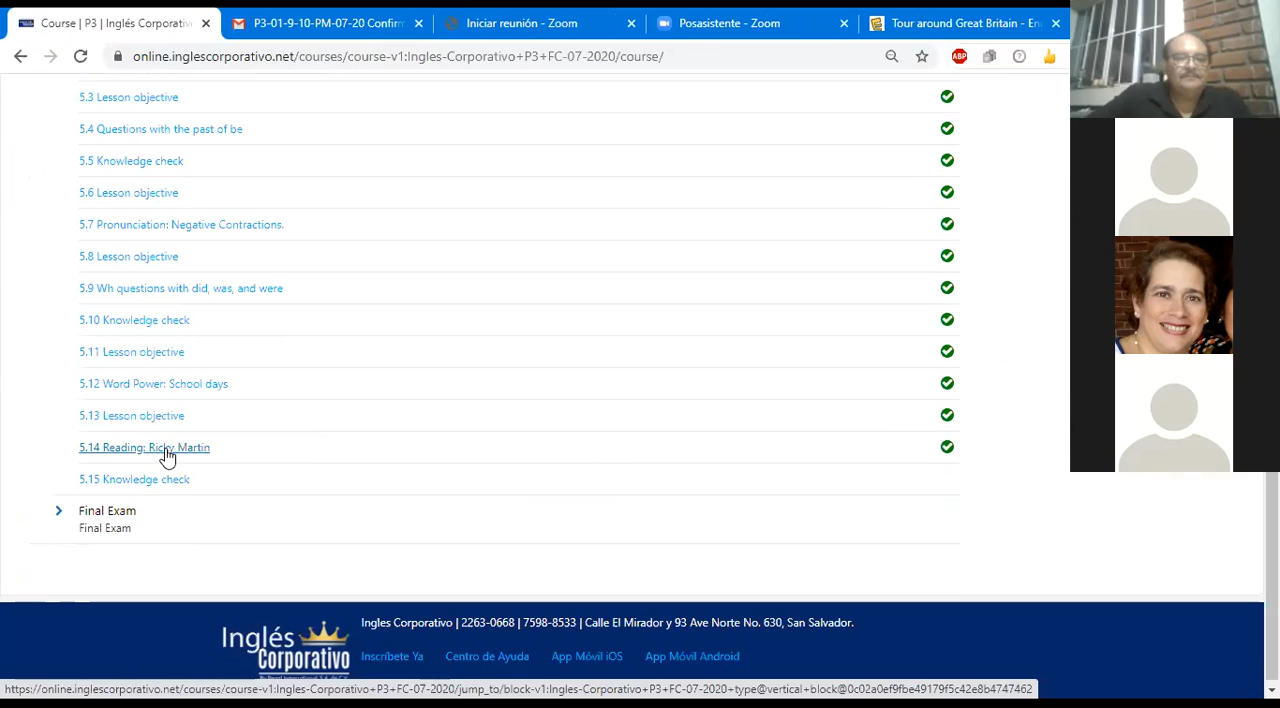 Course | P3 | Inglés Corporativ
P3-01-9-10-PM-07-20 Confirm
Iniciar reunión - Zoom
Posasistente - Zoom
Tour around Great Britain - En
online.inglescorporativo.net/courses/course-v1:Ingles-Corporativo+P3+FC-07-2020/course/
ABP
5.3 Lesson objective
5.4 Questions with the past of be
5.5 Knowledge check
5.6 Lesson objective
5.7 Pronunciation: Negative Contractions.
5.8 Lesson objective
5.9 Wh questions with did, was, and were
5.10 Knowledge check
5.11 Lesson objective
5.12 Word Power: School days
5.13 Lesson objective
5.14 Reading: Ricky Martin
5.15 Knowledge check
Final Exam
Final Exam
Inglés Corporativo
Ingles Corporativo | 2263-0668 | 7598-8533 | Calle El Mirador y 93 Ave Norte No. 630, San Salvador.
Inscríbete Ya
Centro de Ayuda
App Móvil iOS
App Móvil Android
https://online.inglescorporativo.net/courses/course-v1:Ingles-Corporativo+P3+FC-07-2020/jump_to/block-v1:Ingles-Corporativo+P3+FC-07-2020+type@vertical+block@0c02a0ef9fbe49179f5c42e8b4747462